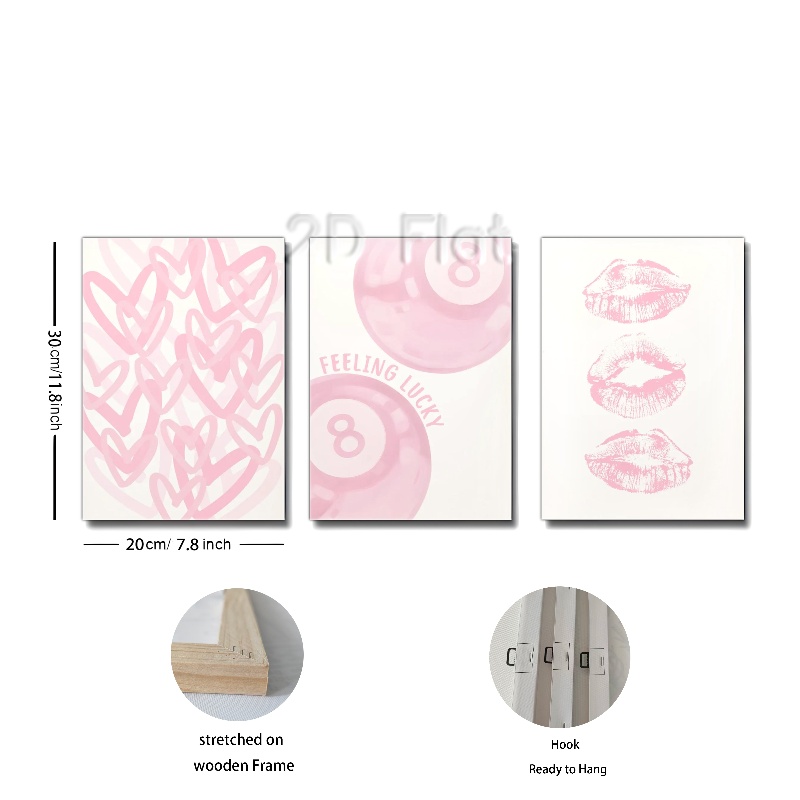 2D Flat
8
FEELING LUCKY
8
30cm/11.8inch
20cm/ 7.8 inch
stretched on
wooden Frame
Hook
Ready to Hang